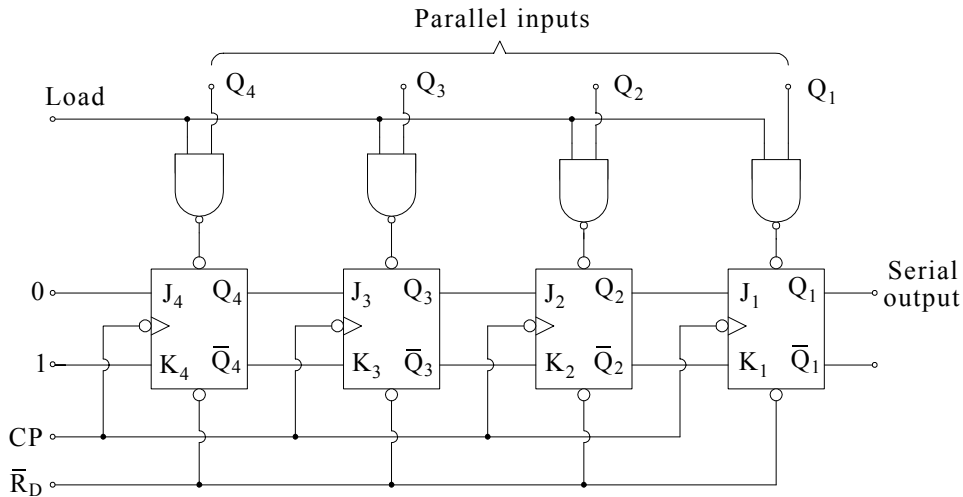 Parallel inputs
Q₄ Q₃ Q₂ Q₁
Load
0 J₄ Q₄ J₃ Q₃ J₂ Q₂ J₁ Q₁ Serial output
1 K₄ Q̅₄ K₃ Q̅₃ K₂ Q̅₂ K₁ Q̅₁
CP
R̅_D